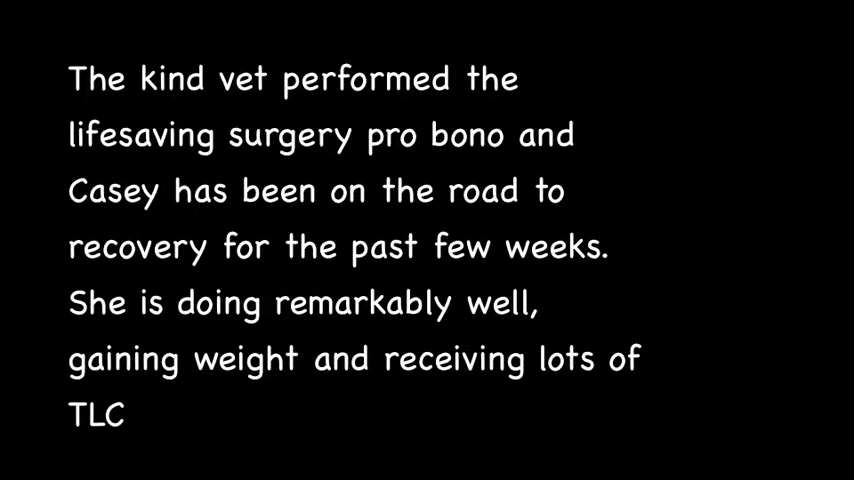 The kind vet performed the
lifesaving surgery pro bono and
Casey has been on the road to
recovery for the past few weeks.
She is doing remarkably well,
gaining weight and receiving lots of
TLC